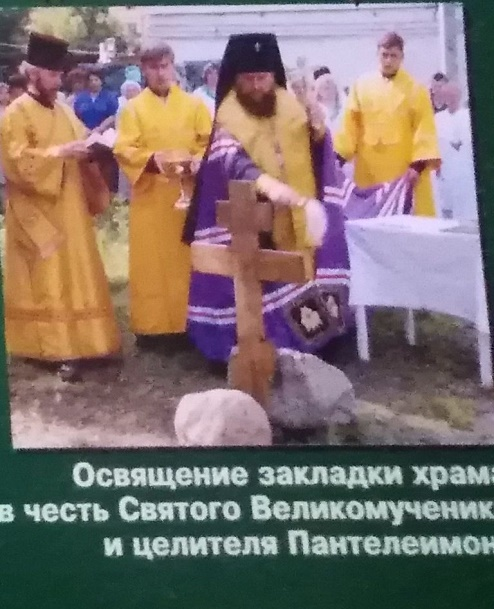 Освящение закладки храма
в честь Святого Великомученик
и целителя Пантелеимон